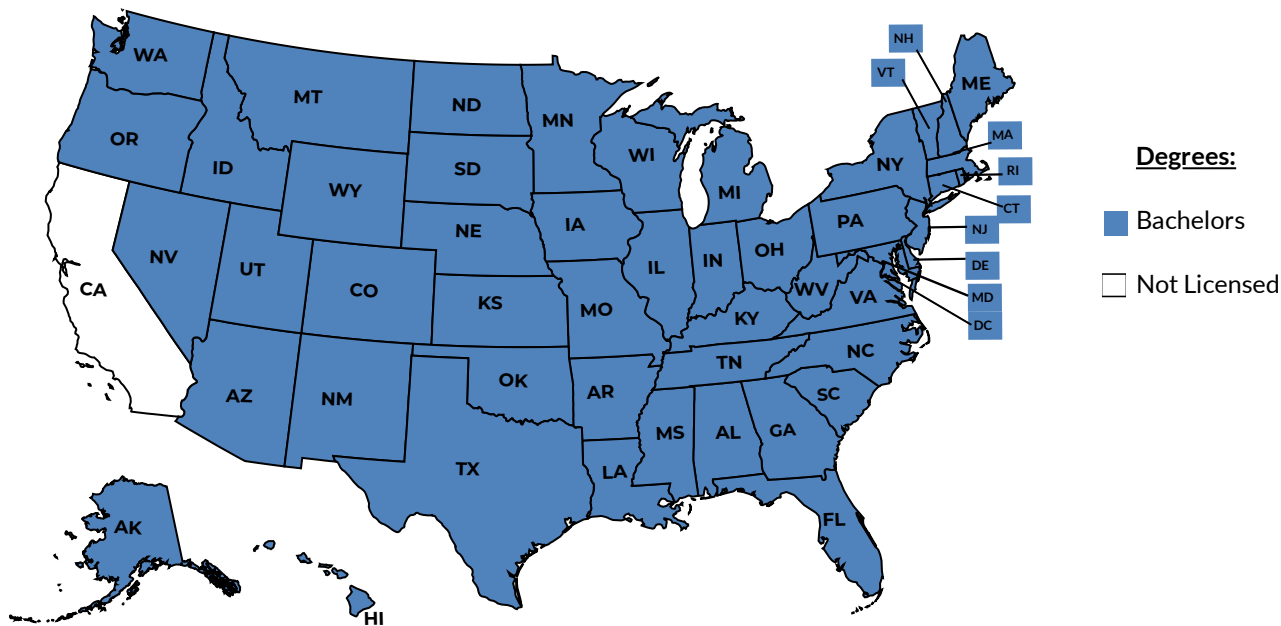 NH
WA
VT
ME
MT
ND
MN
OR
MA
WI
NY
Degrees:
ID
SD
RI
WY
MI
CT
PA
Bachelors
IA
NE
NJ
OH
NV
UT
IL
IN
DE
CA
CO
WV
Not Licensed
KS
VA
MD
MO
KY
DC
NC
TN
OK
AR
SC
AZ
NM
MS
AL
GA
TX
LA
FL
AK
HI